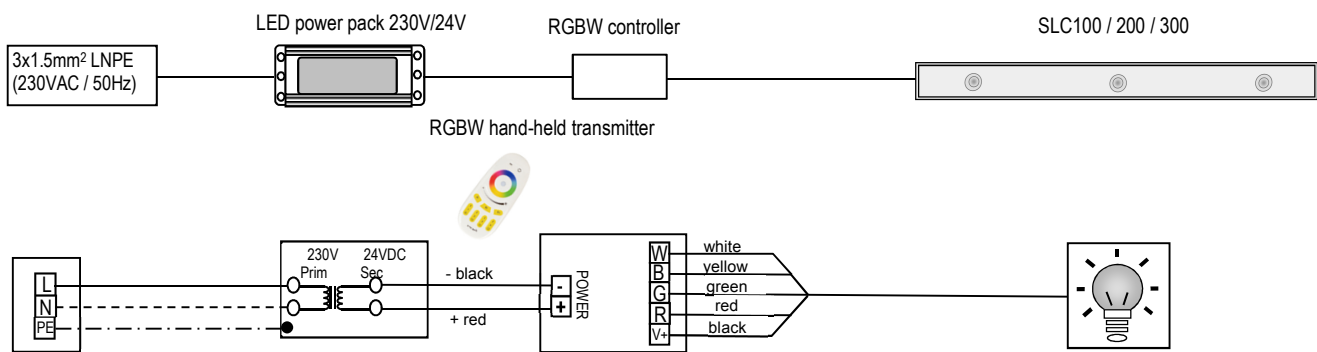 LED power pack 230V/24V
RGBW controller
SLC100 / 200 / 300
3x1.5mm² LNPE
(230VAC / 50Hz)
RGBW hand-held transmitter
230V
Prim
24VDC
Sec
L
N
PE
- black
+ red
-
+
POWER
W
B
G
R
V+
white
yellow
green
red
black